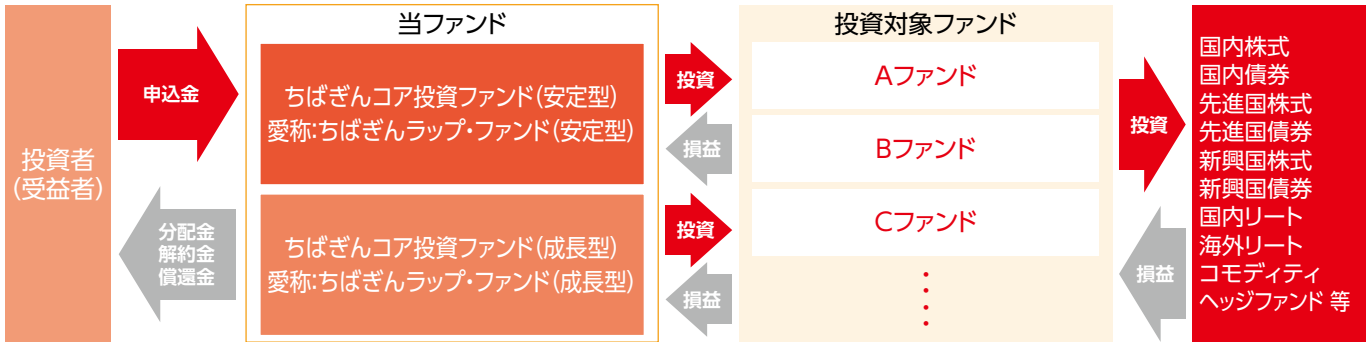 投資者
(受益者)
申込金
分配金
解約金
償還金
当ファンド
ちばぎんコア投資ファンド(安定型)
愛称:ちばぎんラップ・ファンド(安定型)
ちばぎんコア投資ファンド(成長型)
愛称:ちばぎんラップ・ファンド(成長型)
投資
損益
投資
損益
投資対象ファンド
Aファンド
Bファンド
Cファンド
投資
損益
国内株式
国内債券
先進国株式
先進国債券
新興国株式
新興国債券
国内リート
海外リート
コモディティ
ヘッジファンド 等